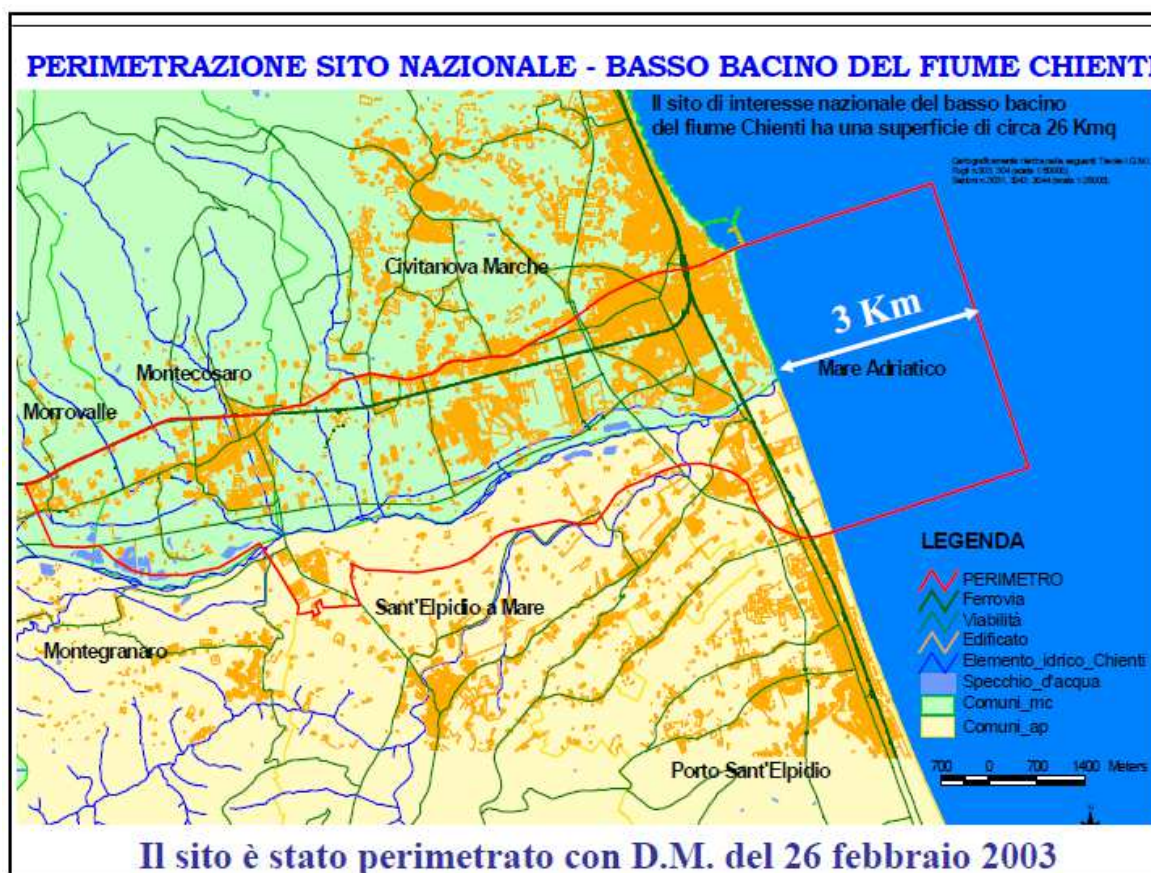 PERIMETRAZIONE SITO NAZIONALE - BASSO BACINO DEL FIUME CHIENTI
Il sito di interesse nazionale del basso bacino
del fiume Chienti ha una superficie di circa 26 Kmq
Civitanova Marche
3 Km
Mare Adriatico
Montecosaro
Morrovalle
Sant'Elpidio a Mare
Montegranaro
Porto Sant'Elpidio
LEGENDA
PERIMETRO
Ferrovia
Viabilità
Edificato
Elemento_idrico_Chienti
Specchio_d'acqua
Comuni_mc
Comuni_ap
700 0 700 1400 Meters
Il sito è stato perimetrato con D.M. del 26 febbraio 2003